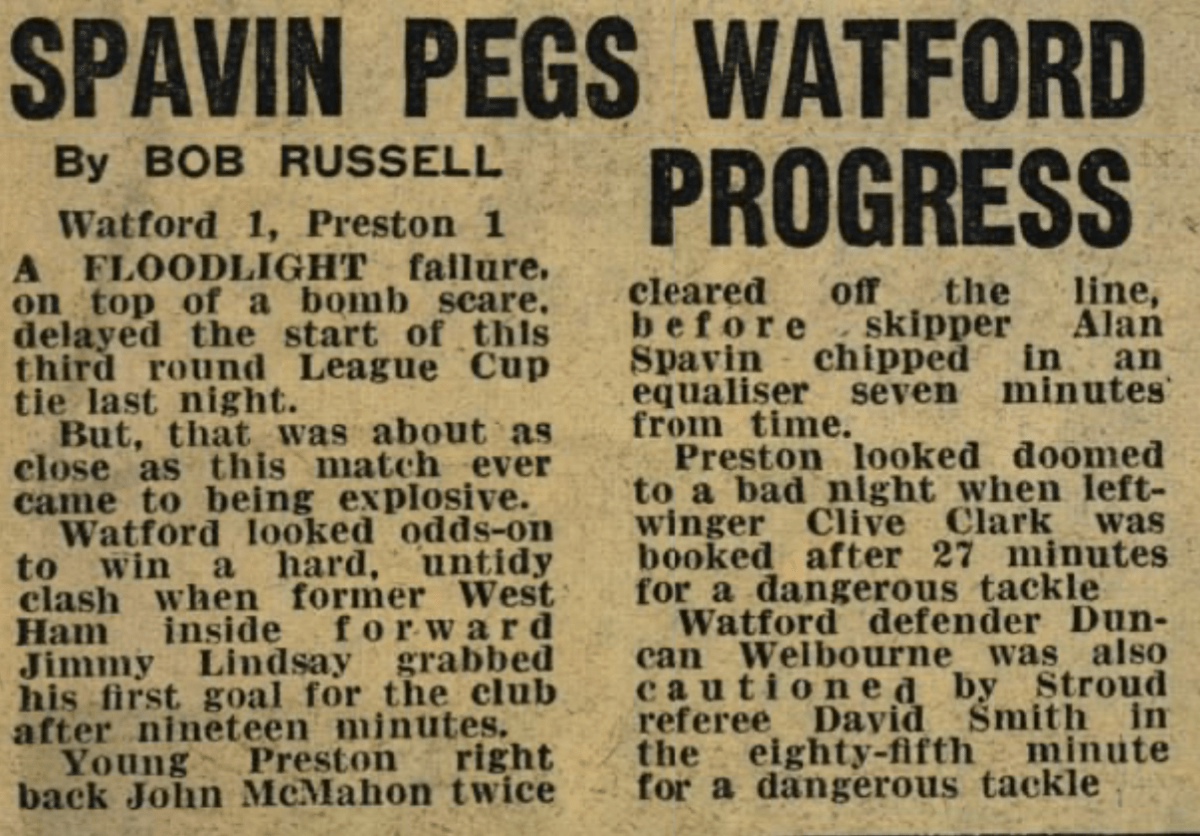 SPAVIN PEGS WATFORD
PROGRESS
By BOB RUSSELL
Watford 1, Preston 1
A FLOODLIGHT failure,
on top of a bomb scare,
delayed the start of this
third round League Cup
tie last night.
But, that was about as
close as this match ever
came to being explosive.
Watford looked odds-on
to win a hard, untidy
clash when former West
Ham inside forward
Jimmy Lindsay grabbed
his first goal for the club
after nineteen minutes.
Young Preston right
back John McMahon twice
cleared off the line,
before skipper Alan
Spavin chipped in an
equaliser seven minutes
from time.
Preston looked doomed
to a bad night when left-
winger Clive Clark was
booked after 27 minutes
for a dangerous tackle
Watford defender Dun-
can Welbourne was also
cautioned by Stroud
referee David Smith in
the eighty-fifth minute
for a dangerous tackle